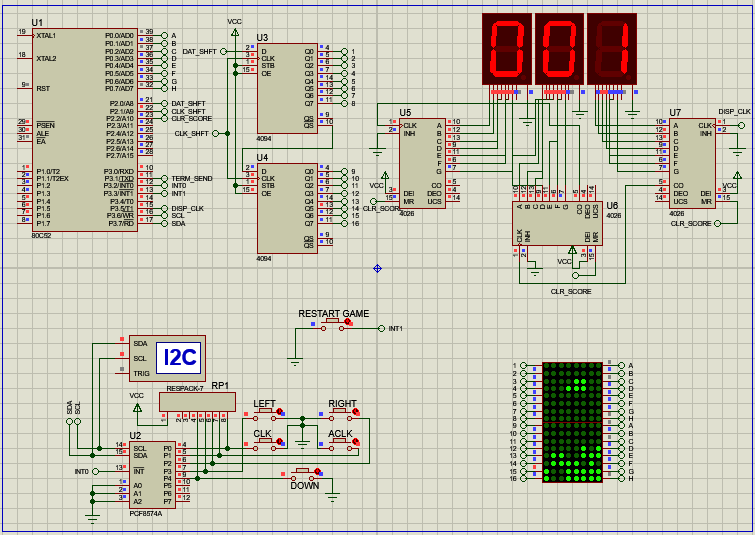 U1
19 XTAL1
18 XTAL2
9 RST
29 PSEN
30 ALE
31 EA
1 P1.0/T2
2 P1.1/T2EX
3 P1.2
4 P1.3
5 P1.4
6 P1.5
7 P1.6
8 P1.7
80C52
P0.0/AD0 39 A
P0.1/AD1 38 B
P0.2/AD2 37 C
P0.3/AD3 36 D
P0.4/AD4 35 E
P0.5/AD5 34 F
P0.6/AD6 33 G
P0.7/AD7 32 H
P2.0/A8 21 DAT_SHFT
P2.1/A9 22 CLK_SHFT
P2.2/A10 23 CLR_SCORE
P2.3/A11 24
P2.4/A12 25
P2.5/A13 26
P2.6/A14 27
P2.7/A15 28
P3.0/RXD 10
P3.1/TXD 11 TERM_SEND
P3.2/INT0 12 INT0
P3.3/INT1 13 INT1
P3.4/T0 14
P3.5/T1 15 DISP_CLK
P3.6/WR 16 SCL
P3.7/RD 17 SDA
VCC
DAT_SHFT
CLK_SHFT
U3
2 D
3 CLK
1 STB
15 OE
Q0 4 1
Q1 5 2
Q2 6 3
Q3 7 4
Q4 14 5
Q5 13 6
Q6 12 7
Q7 11 8
QS 9
QS 10
4094
U4
2 D
3 CLK
1 STB
15 OE
Q0 4 9
Q1 5 10
Q2 6 11
Q3 7 12
Q4 14 13
Q5 13 14
Q6 12 15
Q7 11 16
QS 9
QS 10
4094
001
U5
1 CLK
2 INH
A 10
B 12
C 13
D 9
E 11
F 6
G 7
VCC
3 DEI
15 MR
CO 5
DEO 4
UCS 14
CLR_SCORE
4026
U7
DISP_CLK
10 A
12 B
13 C
9 D
11 E
6 F
7 G
CLK 1
INH 2
5 CO
4 DEO
14 UCS
DEI 3
MR 15
VCC
4026
CLR_SCORE
U6
4026
A B C D E F G CO DEO UCS
CLK INH DEI MR
1 2 3 15
VCC
CLR_SCORE
RESTART GAME
INT1
SDA
SCL
TRIG
I2C
VCC
RESPACK-7
RP1
SDA SCL
U2
14 SCL
15 SDA
INT0 13 INT
1 A0
2 A1
3 A2
P0 4
P1 5
P2 6
P3 7
P4 9
P5 10
P6 11
P7 12
PCF8574A
LEFT
RIGHT
CLK
ACLK
DOWN
1 A
2 B
3 C
4 D
5 E
6 F
7 G
8 H
9 A
10 B
11 C
12 D
13 E
14 F
15 G
16 H